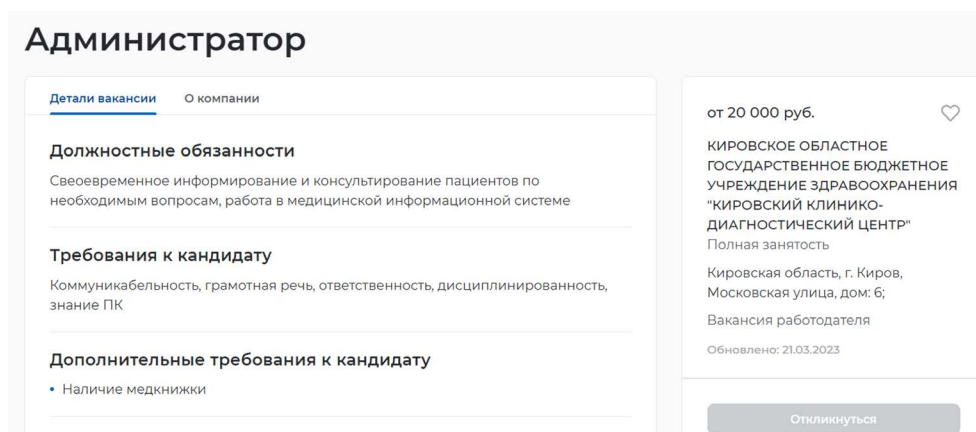 Администратор
Детали вакансии О компании
Должностные обязанности
Свеоевременное информирование и консультирование пациентов по
необходимым вопросам, работа в медицинской информационной системе
Требования к кандидату
Коммуникабельность, грамотная речь, ответственность, дисциплинированность,
знание ПК
Дополнительные требования к кандидату
• Наличие медкнижки
от 20 000 руб.
КИРОВСКОЕ ОБЛАСТНОЕ
ГОСУДАРСТВЕННОЕ БЮДЖЕТНОЕ
УЧРЕЖДЕНИЕ ЗДРАВООХРАНЕНИЯ
"КИРОВСКИЙ КЛИНИКО-
ДИАГНОСТИЧЕСКИЙ ЦЕНТР"
Полная занятость
Кировская область, г. Киров,
Московская улица, дом: 6;
Вакансия работодателя
Обновлено: 21.03.2023
Откликнуться